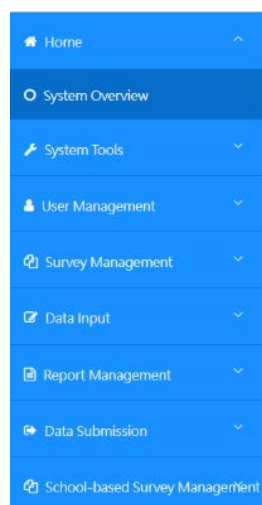 Home
System Overview
System Tools
User Management
Survey Management
Data Input
Report Management
Data Submission
School-based Survey Management